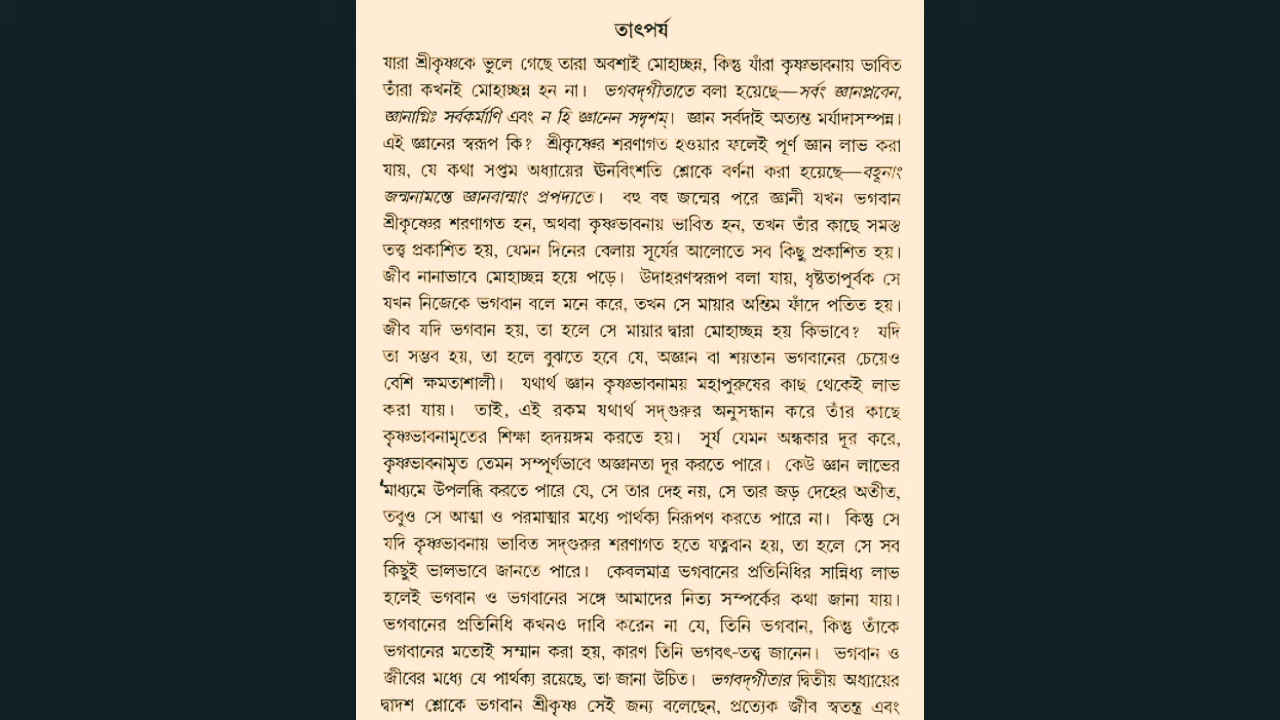 তাৎপর্য
যারা শ্রীকৃষ্ণকে ভুলে গেছে তারা অবশ্যই মোহাচ্ছন্ন, কিন্তু যাঁরা কৃষ্ণভাবনায় ভাবিত
তাঁরা কখনই মোহাচ্ছন্ন হন না। ভগবদ্‌গীতাতে বলা হয়েছে—সর্বং জ্ঞানপ্লবেন,
জ্ঞানাগ্নিঃ সর্বকর্মাণি এবং ন হি জ্ঞানেন সদৃশম্‌। জ্ঞান সর্বদাই অত্যন্ত মর্যাদাসম্পন্ন।
এই জ্ঞানের স্বরূপ কি? শ্রীকৃষ্ণের শরণাগত হওয়ার ফলেই পূর্ণ জ্ঞান লাভ করা
যায়, যে কথা সপ্তম অধ্যায়ের ঊনবিংশতি শ্লোকে বর্ণনা করা হয়েছে—বহূনাং
জন্মনামন্তে জ্ঞানবান্মাং প্রপদ্যতে। বহু বহু জন্মের পরে জ্ঞানী যখন ভগবান
শ্রীকৃষ্ণের শরণাগত হন, অথবা কৃষ্ণভাবনায় ভাবিত হন, তখন তাঁর কাছে সমস্ত
তত্ত্ব প্রকাশিত হয়, যেমন দিনের বেলায় সূর্যের আলোতে সব কিছু প্রকাশিত হয়।
জীব নানাভাবে মোহাচ্ছন্ন হয়ে পড়ে। উদাহরণস্বরূপ বলা যায়, ধৃষ্টতাপূর্বক সে
যখন নিজেকে ভগবান বলে মনে করে, তখন সে মায়ার অন্তিম ফাঁদে পতিত হয়।
জীব যদি ভগবান হয়, তা হলে সে মায়ার দ্বারা মোহাচ্ছন্ন হয় কিভাবে? যদি
তা সম্ভব হয়, তা হলে বুঝতে হবে যে, অজ্ঞান বা শয়তান ভগবানের চেয়েও
বেশি ক্ষমতাশালী। যথার্থ জ্ঞান কৃষ্ণভাবনাময় মহাপুরুষের কাছ থেকেই লাভ
করা যায়। তাই, এই রকম যথার্থ সদ্‌গুরুর অনুসন্ধান করে তাঁর কাছে
কৃষ্ণভাবনামৃতের শিক্ষা হৃদয়ঙ্গম করতে হয়। সূর্য যেমন অন্ধকার দূর করে,
কৃষ্ণভাবনামৃত তেমন সম্পূর্ণভাবে অজ্ঞানতা দূর করতে পারে। কেউ জ্ঞান লাভের
মাধ্যমে উপলব্ধি করতে পারে যে, সে তার দেহ নয়, সে তার জড় দেহের অতীত,
তবুও সে আত্মা ও পরমাত্মার মধ্যে পার্থক্য নিরূপণ করতে পারে না। কিন্তু সে
যদি কৃষ্ণভাবনায় ভাবিত সদ্‌গুরুর শরণাগত হতে যত্নবান হয়, তা হলে সে সব
কিছুই ভালভাবে জানতে পারে। কেবলমাত্র ভগবানের প্রতিনিধির সান্নিধ্য লাভ
হলেই ভগবান ও ভগবানের সঙ্গে আমাদের নিত্য সম্পর্কের কথা জানা যায়।
ভগবানের প্রতিনিধি কখনও দাবি করেন না যে, তিনি ভগবান, কিন্তু তাঁকে
ভগবানের মতোই সম্মান করা হয়, কারণ তিনি ভগবৎ-তত্ত্ব জানেন। ভগবান ও
জীবের মধ্যে যে পার্থক্য রয়েছে, তা জানা উচিত। ভগবদ্‌গীতার দ্বিতীয় অধ্যায়ের
দ্বাদশ শ্লোকে ভগবান শ্রীকৃষ্ণ সেই জন্য বলেছেন, প্রত্যেক জীব স্বতন্ত্র এবং